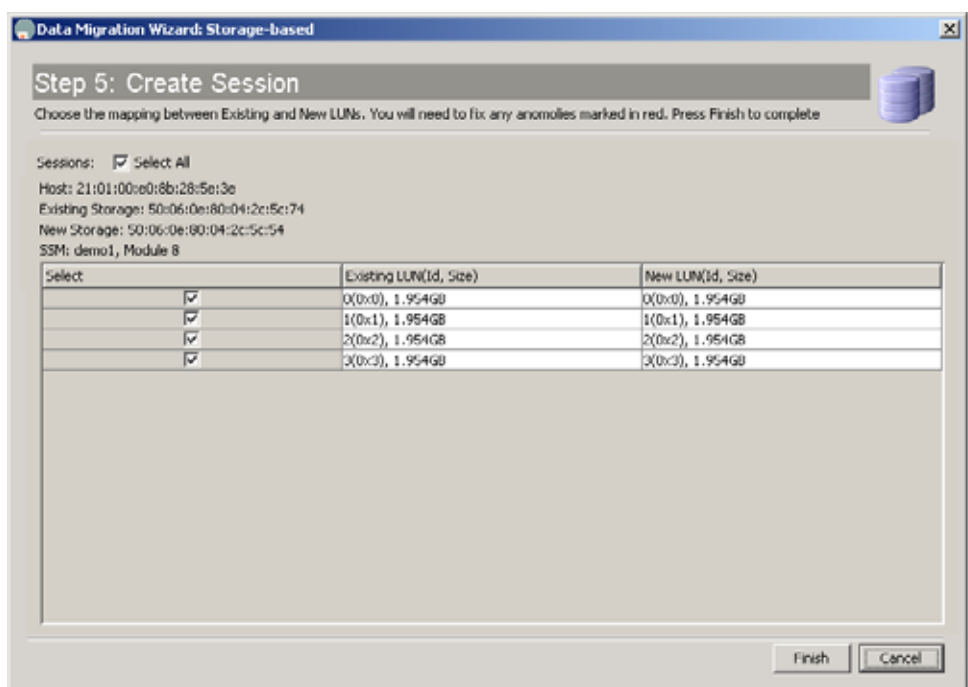 Data Migration Wizard: Storage-based
Step 5: Create Session
Choose the mapping between Existing and New LUNs. You will need to fix any anomolies marked in red. Press Finish to complete
Sessions: Select All
Host: 21:01:00:e0:8b:28:5e:3e
Existing Storage: 50:06:0e:80:04:2c:5c:74
New Storage: 50:06:0e:80:04:2c:5c:54
SSM: demo1, Module 8
Select Existing LUN(Id, Size) New LUN(Id, Size)
0(0x0), 1.954GB 0(0x0), 1.954GB
1(0x1), 1.954GB 1(0x1), 1.954GB
2(0x2), 1.954GB 2(0x2), 1.954GB
3(0x3), 1.954GB 3(0x3), 1.954GB
Finish Cancel